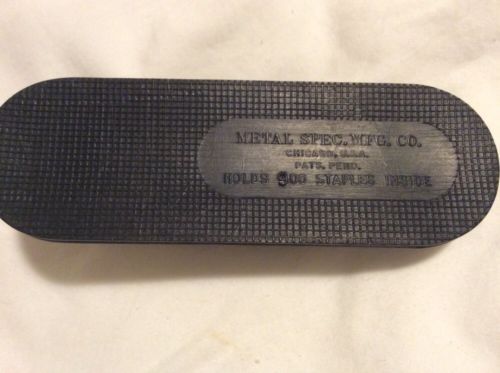 METAL SPEC. MFG. CO.
CHICAGO, U.S.A.
PATS. PEND.
HOLDS 500 STAPLES INSIDE